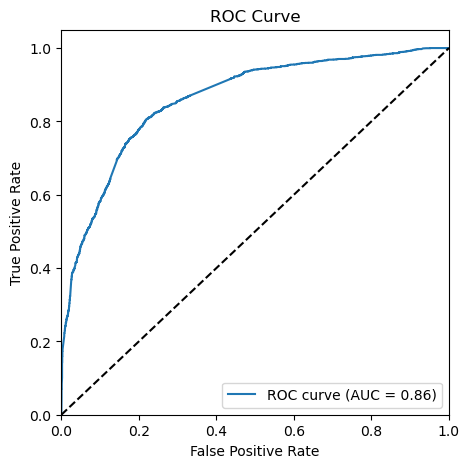 ROC Curve
1.0
0.8
0.6
0.4
0.2
0.0
True Positive Rate
ROC curve (AUC = 0.86)
0.0 0.2 0.4 0.6 0.8 1.0
False Positive Rate